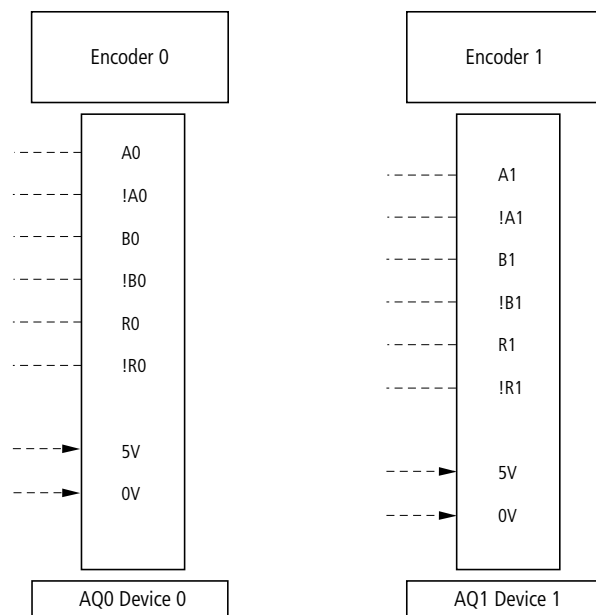 Encoder 0
A0
!A0
B0
!B0
R0
!R0
5V
0V
AQ0 Device 0
Encoder 1
A1
!A1
B1
!B1
R1
!R1
5V
0V
AQ1 Device 1